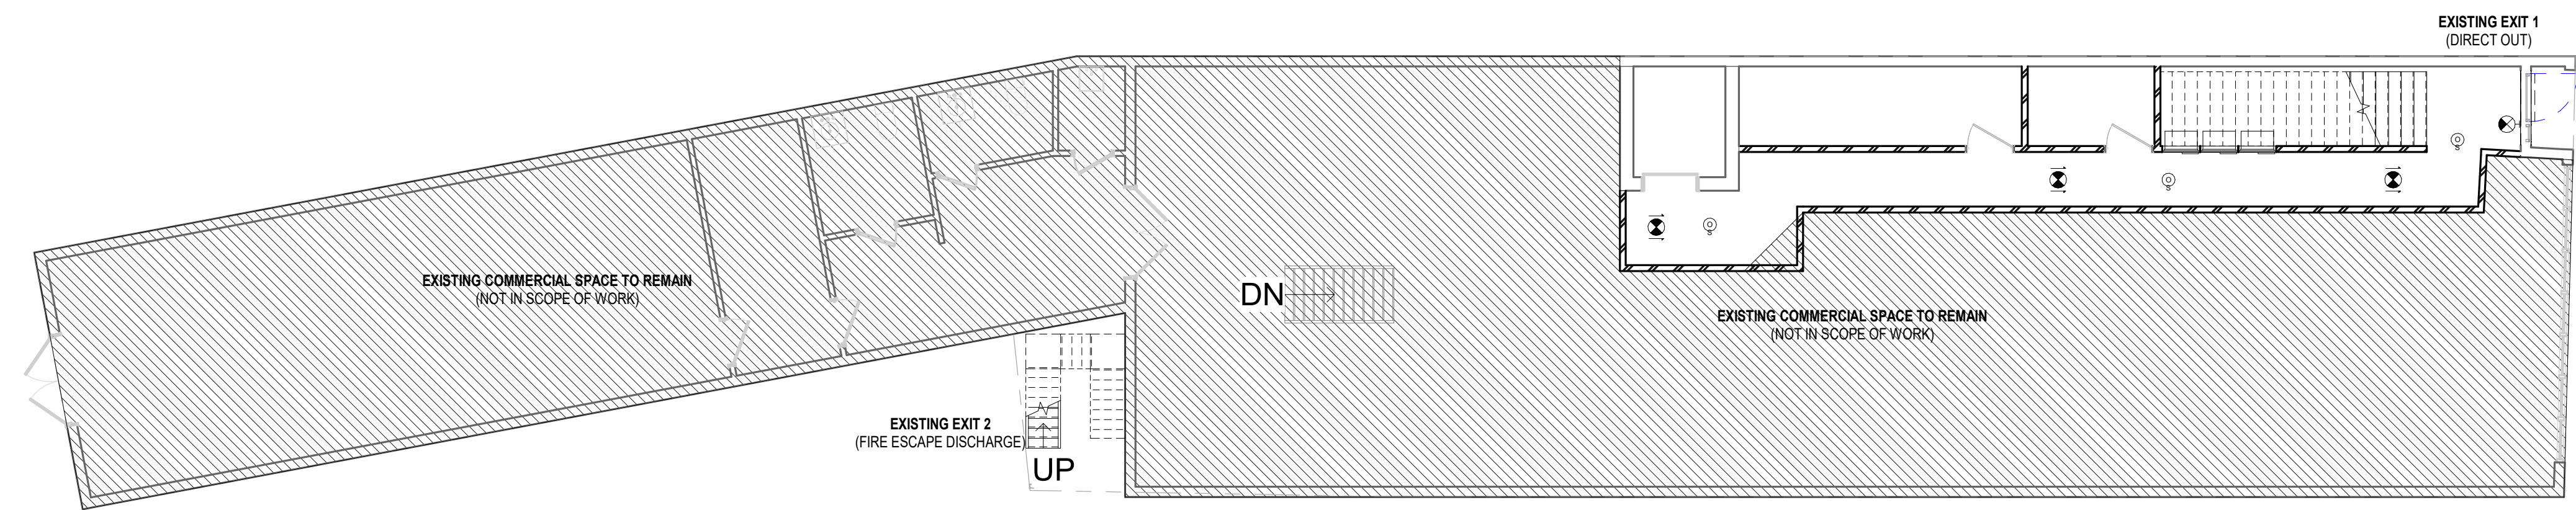 EXISTING EXIT 1
(DIRECT OUT)
EXISTING COMMERCIAL SPACE TO REMAIN
(NOT IN SCOPE OF WORK)
DN
EXISTING COMMERCIAL SPACE TO REMAIN
(NOT IN SCOPE OF WORK)
EXISTING EXIT 2
(FIRE ESCAPE DISCHARGE)
UP
S
S
S